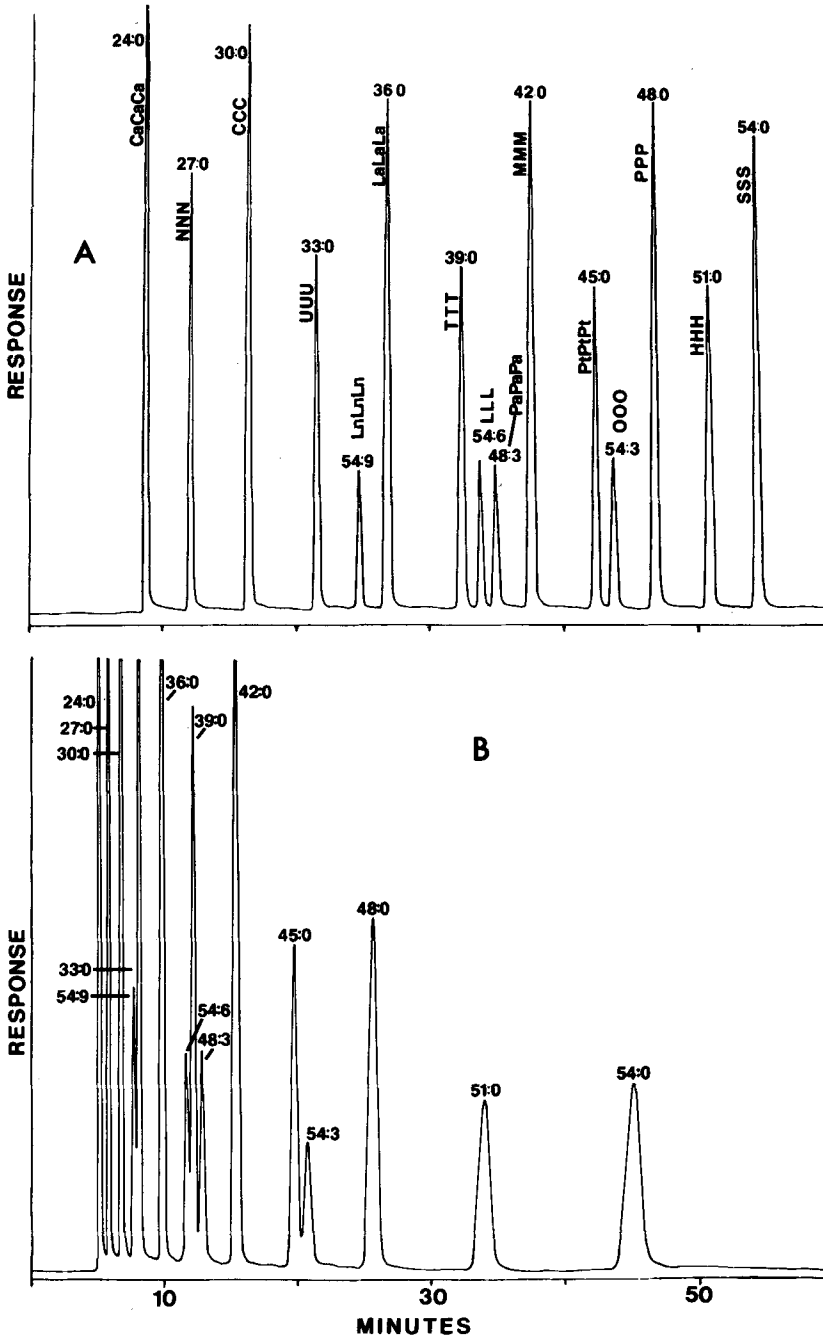 24:0
CaCaCa
27:0
NNN
30:0
CCC
33:0
UUU
54:9
LnLnLn
36:0
LaLaLa
39:0
TTT
54:6
LLL
48:3
PaPaPa
42:0
MMM
45:0
PtPtPt
54:3
OOO
48:0
PPP
51:0
HHH
54:0
SSS
A
RESPONSE
24:0
27:0
30:0
33:0
54:9
36:0
39:0
54:6
48:3
42:0
45:0
54:3
48:0
51:0
54:0
B
RESPONSE
10
30
50
MINUTES